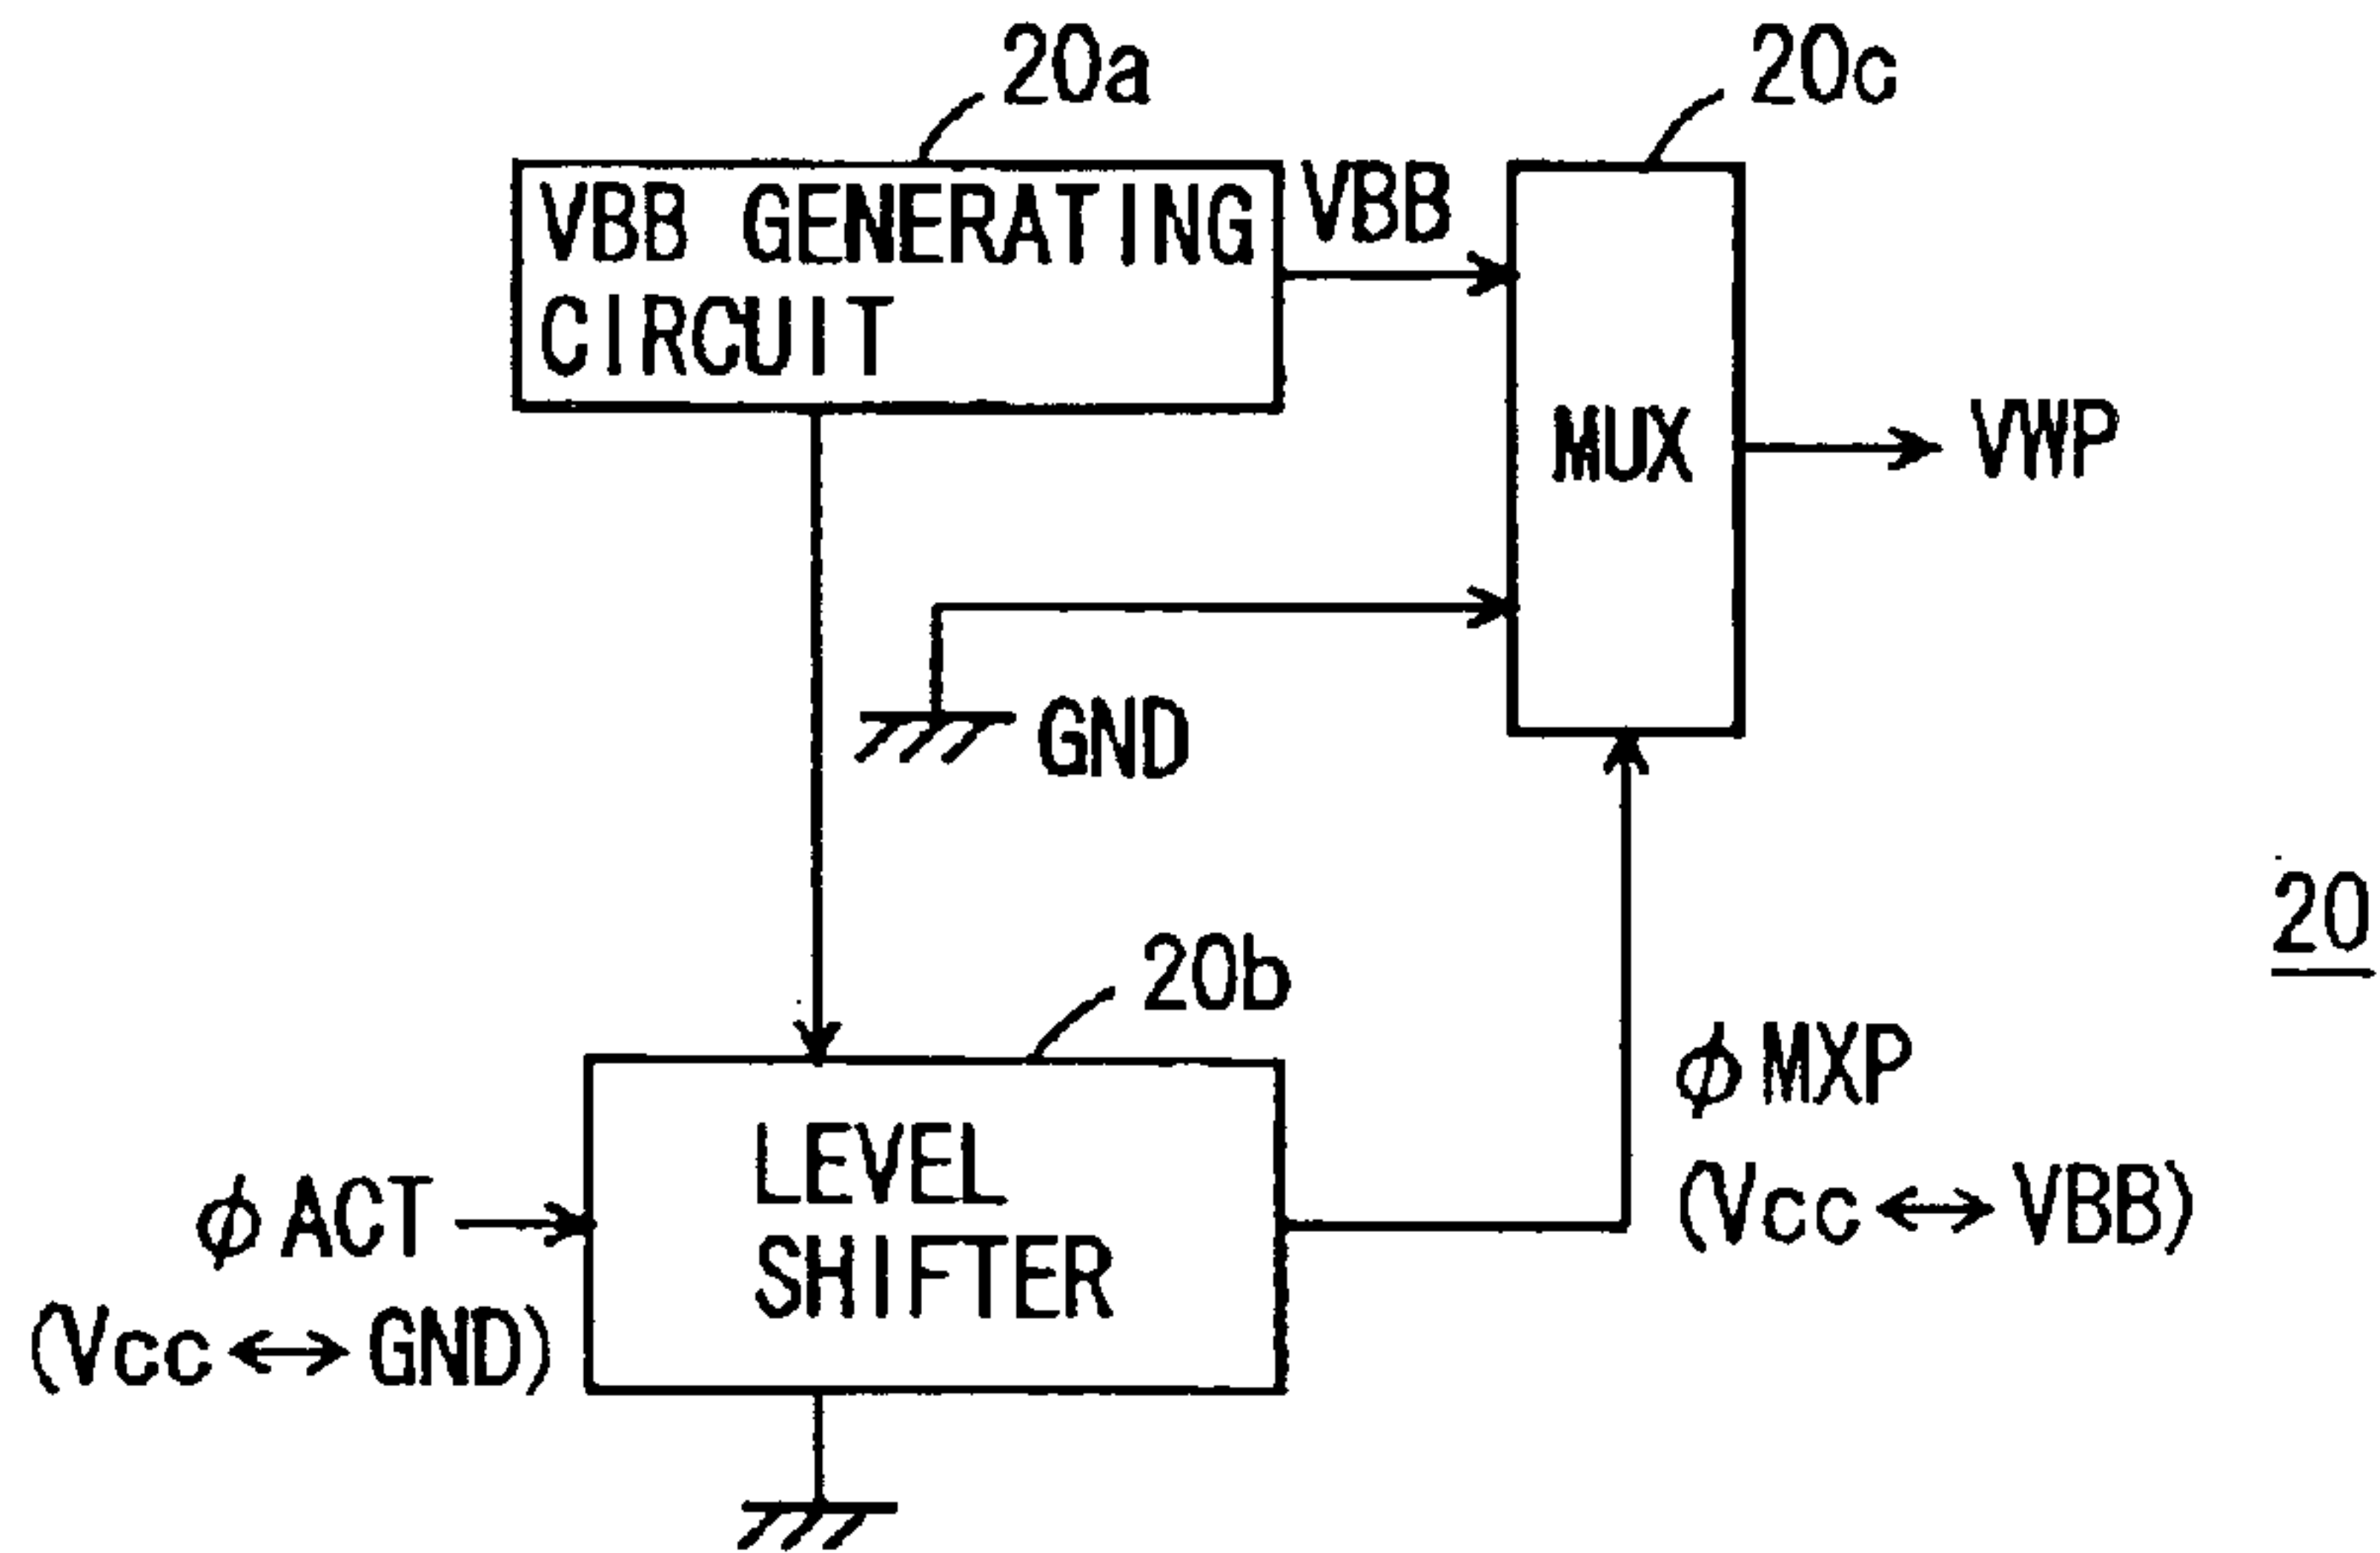 20a
20c
VBB GENERATING
CIRCUIT
VBB
MUX
VWP
GND
20
20b
φMXP
(Vcc↔VBB)
LEVEL
SHIFTER
φACT
(Vcc↔GND)